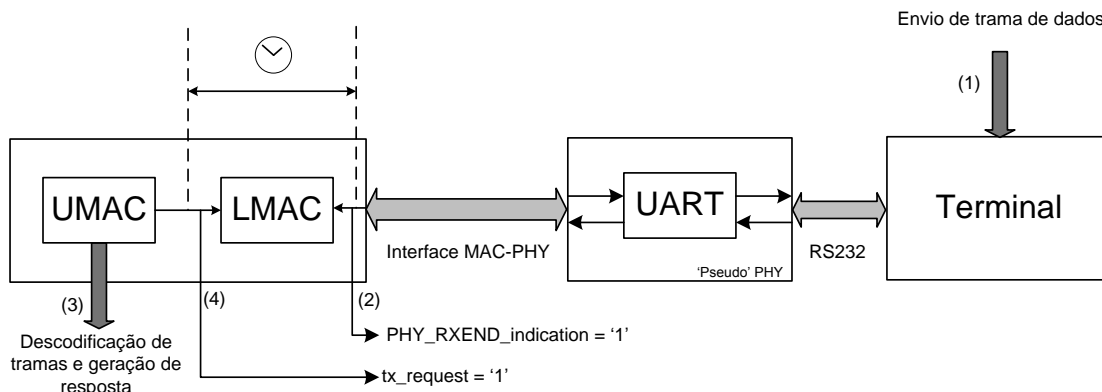 Envio de trama de dados
(1)
UMAC
LMAC
UART
Terminal
Interface MAC-PHY
RS232
'Pseudo' PHY
(3)
(4)
(2)
Descodificação de
tramas e geração de
resposta
PHY_RXEND_indication = '1'
tx_request = '1'